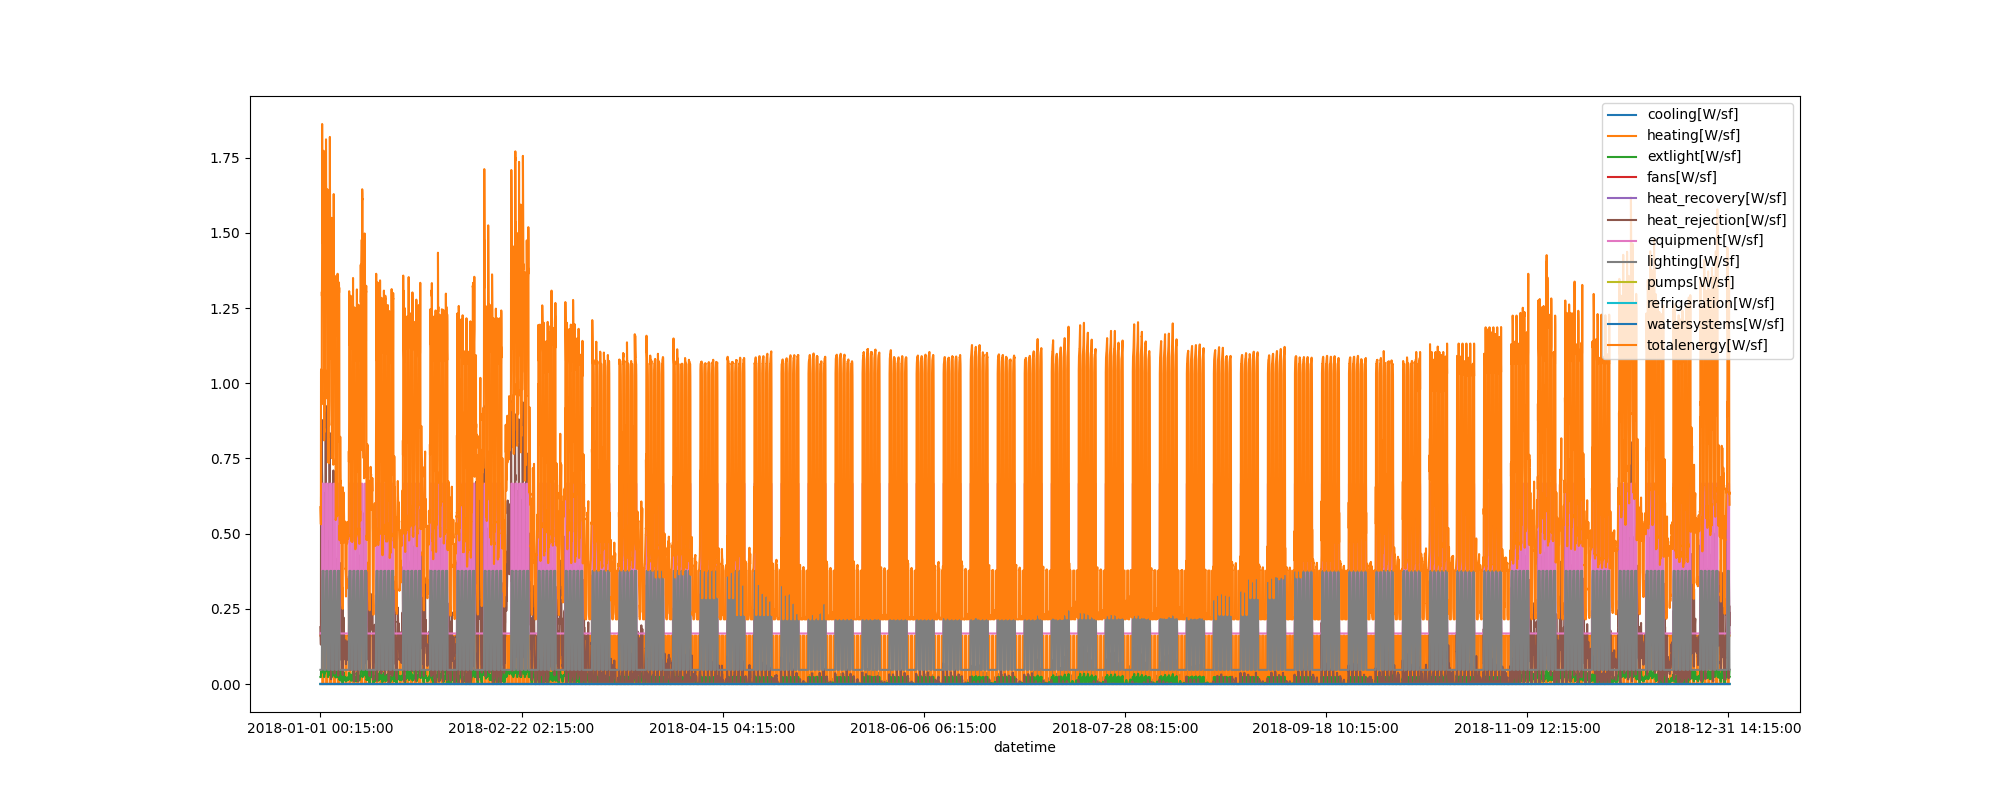 1.75
1.50
1.25
1.00
0.75
0.50
0.25
0.00
cooling[W/sf]
heating[W/sf]
extlight[W/sf]
fans[W/sf]
heat_recovery[W/sf]
heat_rejection[W/sf]
equipment[W/sf]
lighting[W/sf]
pumps[W/sf]
refrigeration[W/sf]
watersystems[W/sf]
totalenergy[W/sf]
2018-01-01 00:15:00 2018-02-22 02:15:00 2018-04-15 04:15:00 2018-06-06 06:15:00 2018-07-28 08:15:00 2018-09-18 10:15:00 2018-11-09 12:15:00 2018-12-31 14:15:00
datetime